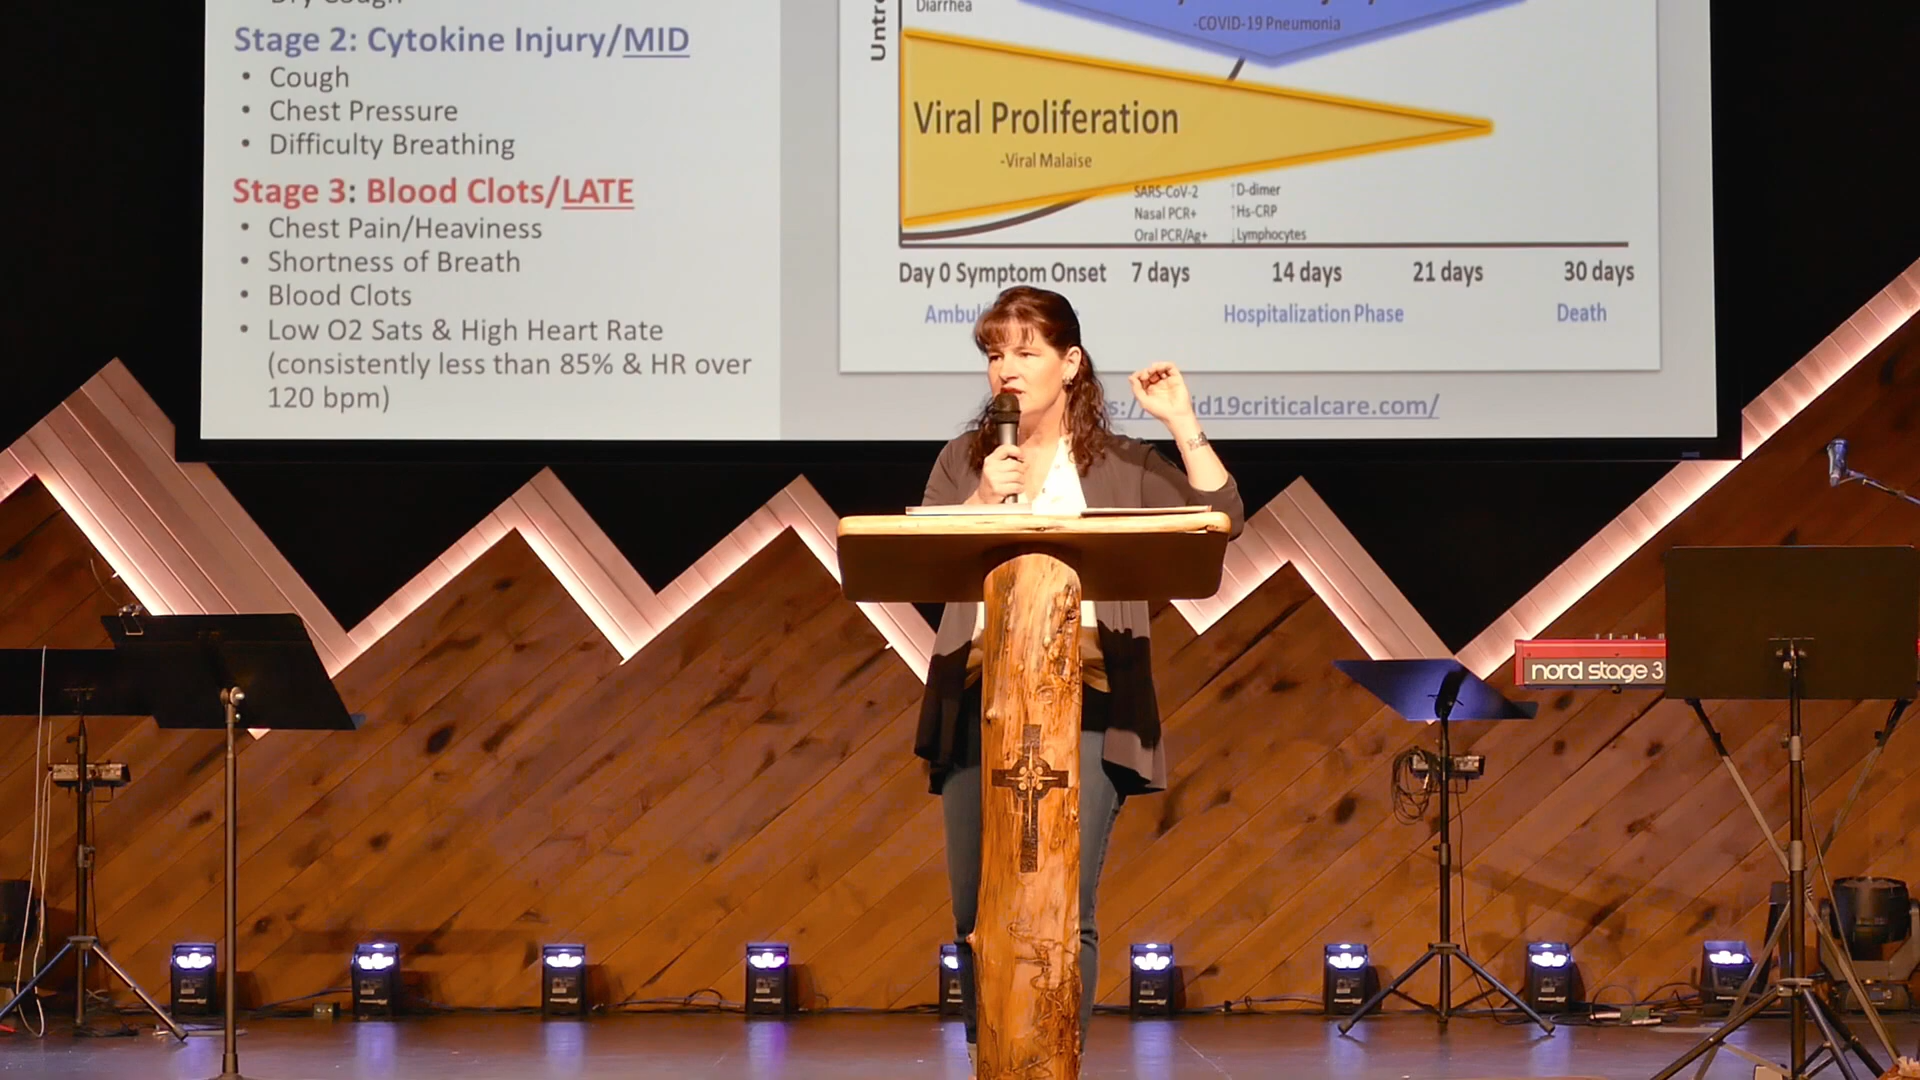 Dry Cough
Stage 2: Cytokine Injury/MID
• Cough
• Chest Pressure
• Difficulty Breathing
Stage 3: Blood Clots/LATE
• Chest Pain/Heaviness
• Shortness of Breath
• Blood Clots
• Low O2 Sats & High Heart Rate
(consistently less than 85% & HR over
120 bpm)
Diarrhea
-COVID-19 Pneumonia
Viral Proliferation
-Viral Malaise
SARS-CoV-2
Nasal PCR+
Oral PCR/Ag+
↑D-dimer
↑Hs-CRP
↓Lymphocytes
Day 0 Symptom Onset 7 days 14 days 21 days 30 days
Hospitalization Phase Death
id19criticalcare.com/
nord stage 3